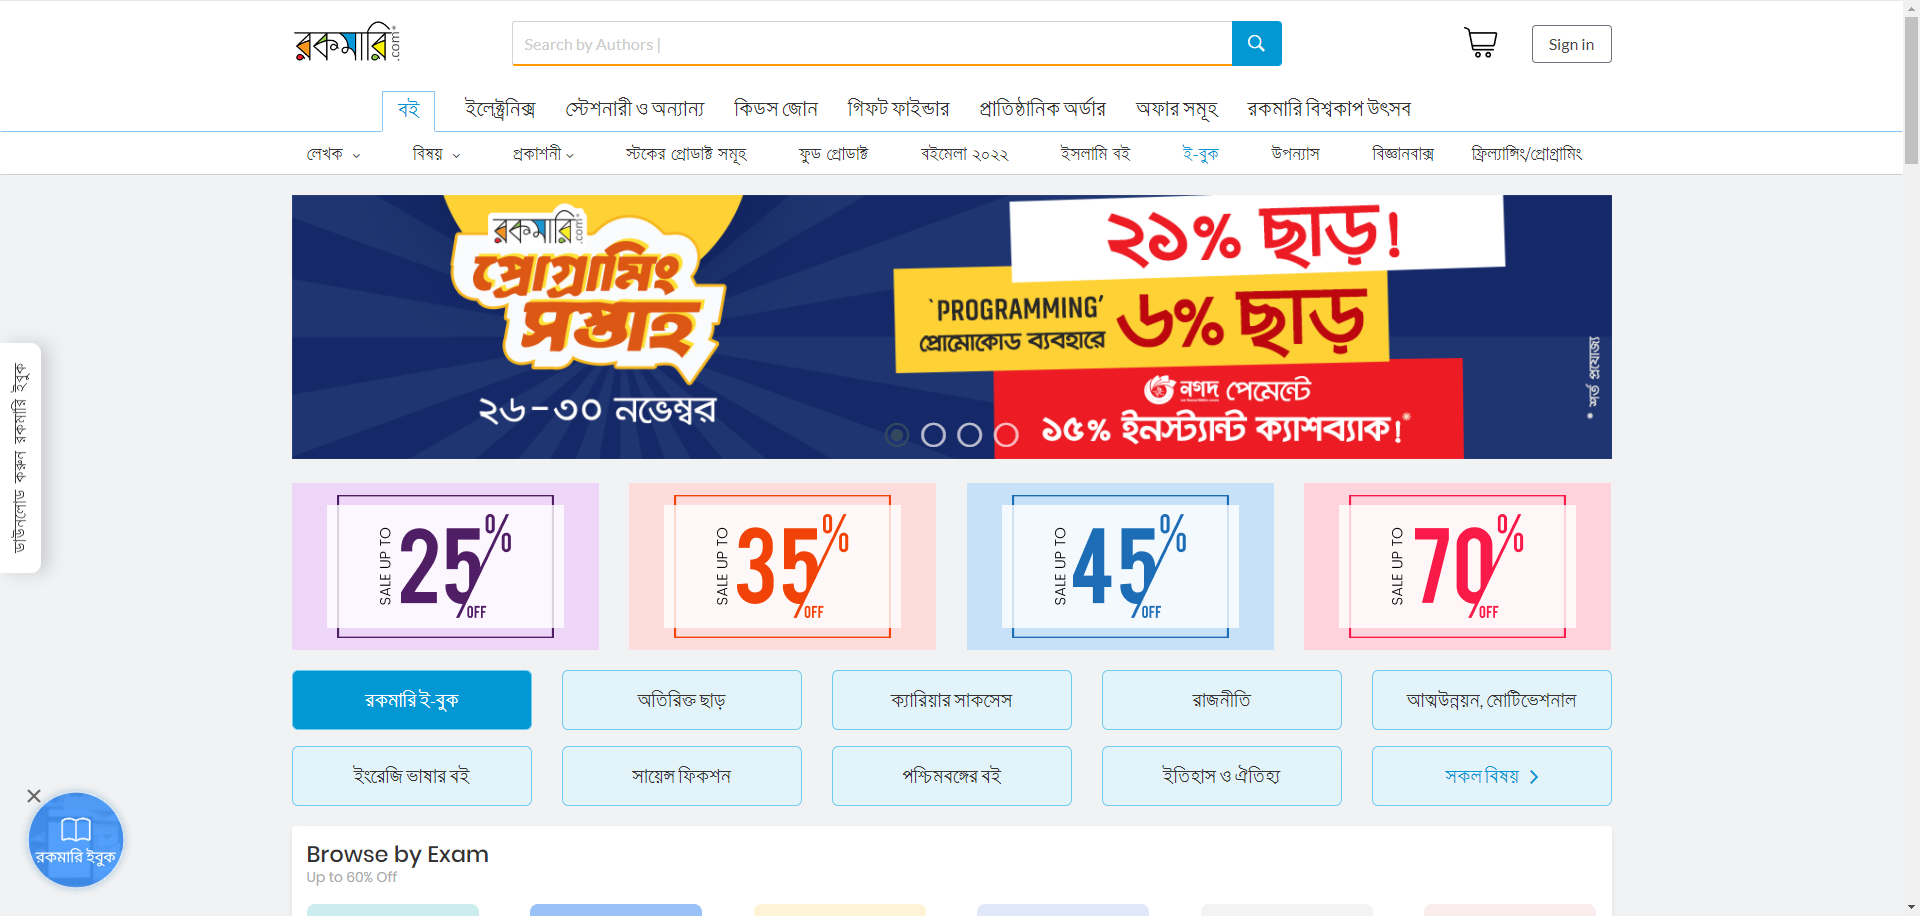 রকমারি.com
Search by Authors |
Sign in
বই
ইলেক্ট্রনিক্স
স্টেশনারী ও অন্যান্য
কিডস জোন
গিফট ফাইন্ডার
প্রাতিষ্ঠানিক অর্ডার
অফার সমূহ
রকমারি বিশ্বকাপ উৎসব
লেখক
বিষয়
প্রকাশনী
স্টকের প্রোডাক্ট সমূহ
ফুড প্রোডাক্ট
বইমেলা ২০২২
ইসলামি বই
ই-বুক
উপন্যাস
বিজ্ঞানবাক্স
ফ্রিল্যান্সিং/প্রোগ্রামিং
রকমারি.com
প্রোগ্রামিং
সপ্তাহ
২৬-৩০ নভেম্বর
২১% ছাড়!
`PROGRAMMING’
প্রোমোকোড ব্যবহারে
৬% ছাড়
নগদ পেমেন্টে
১৫% ইনস্ট্যান্ট ক্যাশব্যাক!*
* শর্ত প্রযোজ্য
ডাউনলোড করুন রকমারি ইবুক
SALE UP TO
25%
OFF
SALE UP TO
35%
OFF
SALE UP TO
45%
OFF
SALE UP TO
70%
OFF
রকমারি ই-বুক
অতিরিক্ত ছাড়
ক্যারিয়ার সাকসেস
রাজনীতি
আত্মউন্নয়ন, মোটিভেশনাল
ইংরেজি ভাষার বই
সায়েন্স ফিকশন
পশ্চিমবঙ্গের বই
ইতিহাস ও ঐতিহ্য
সকল বিষয়
রকমারি ইবুক
Browse by Exam
Up to 60% Off